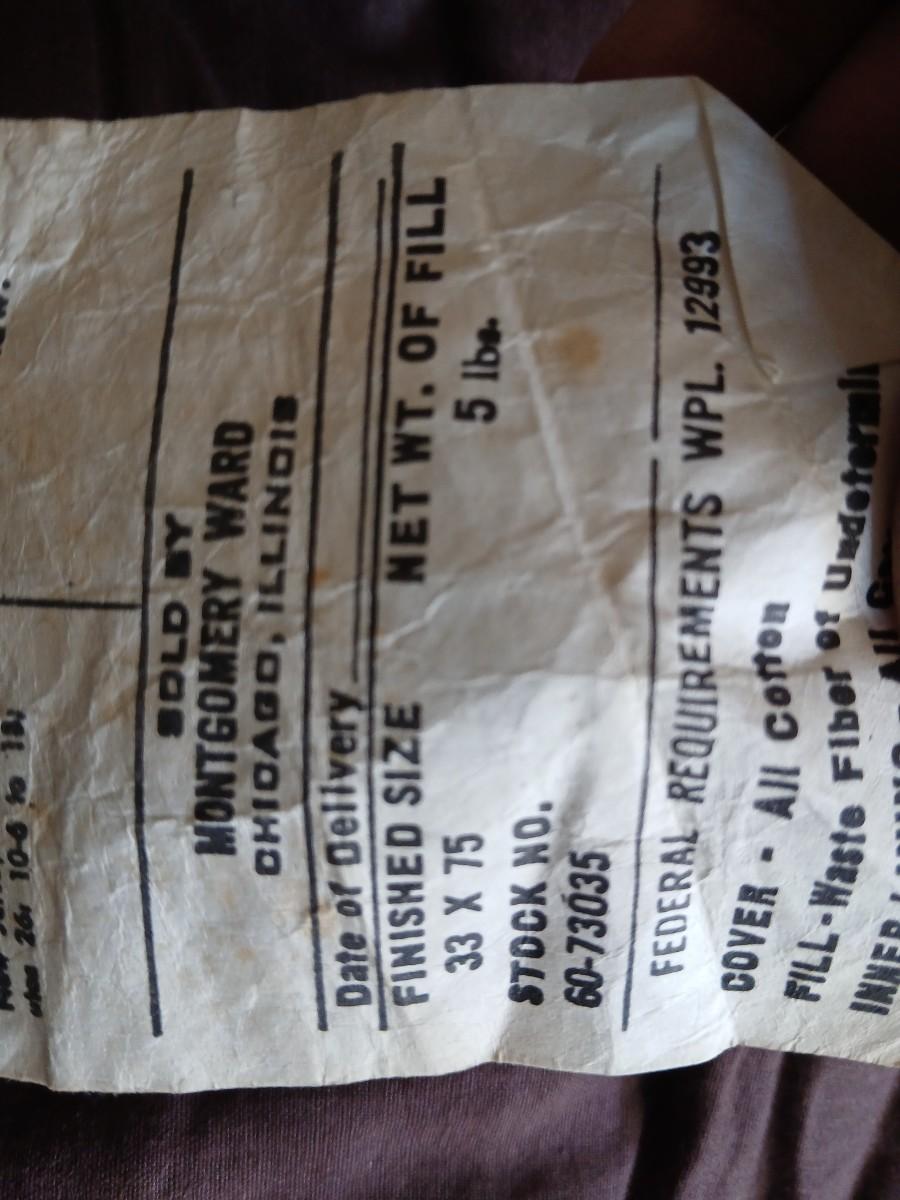 SOLD BY
MONTGOMERY WARD
CHICAGO, ILLINOIS
Date of Delivery
FINISHED SIZE NET WT. OF FILL
33 X 75 5 lbs.
STOCK NO.
60-73035
FEDERAL REQUIREMENTS WPL. 12993
COVER - All Cotton
FILL-Waste Fiber of
INNER